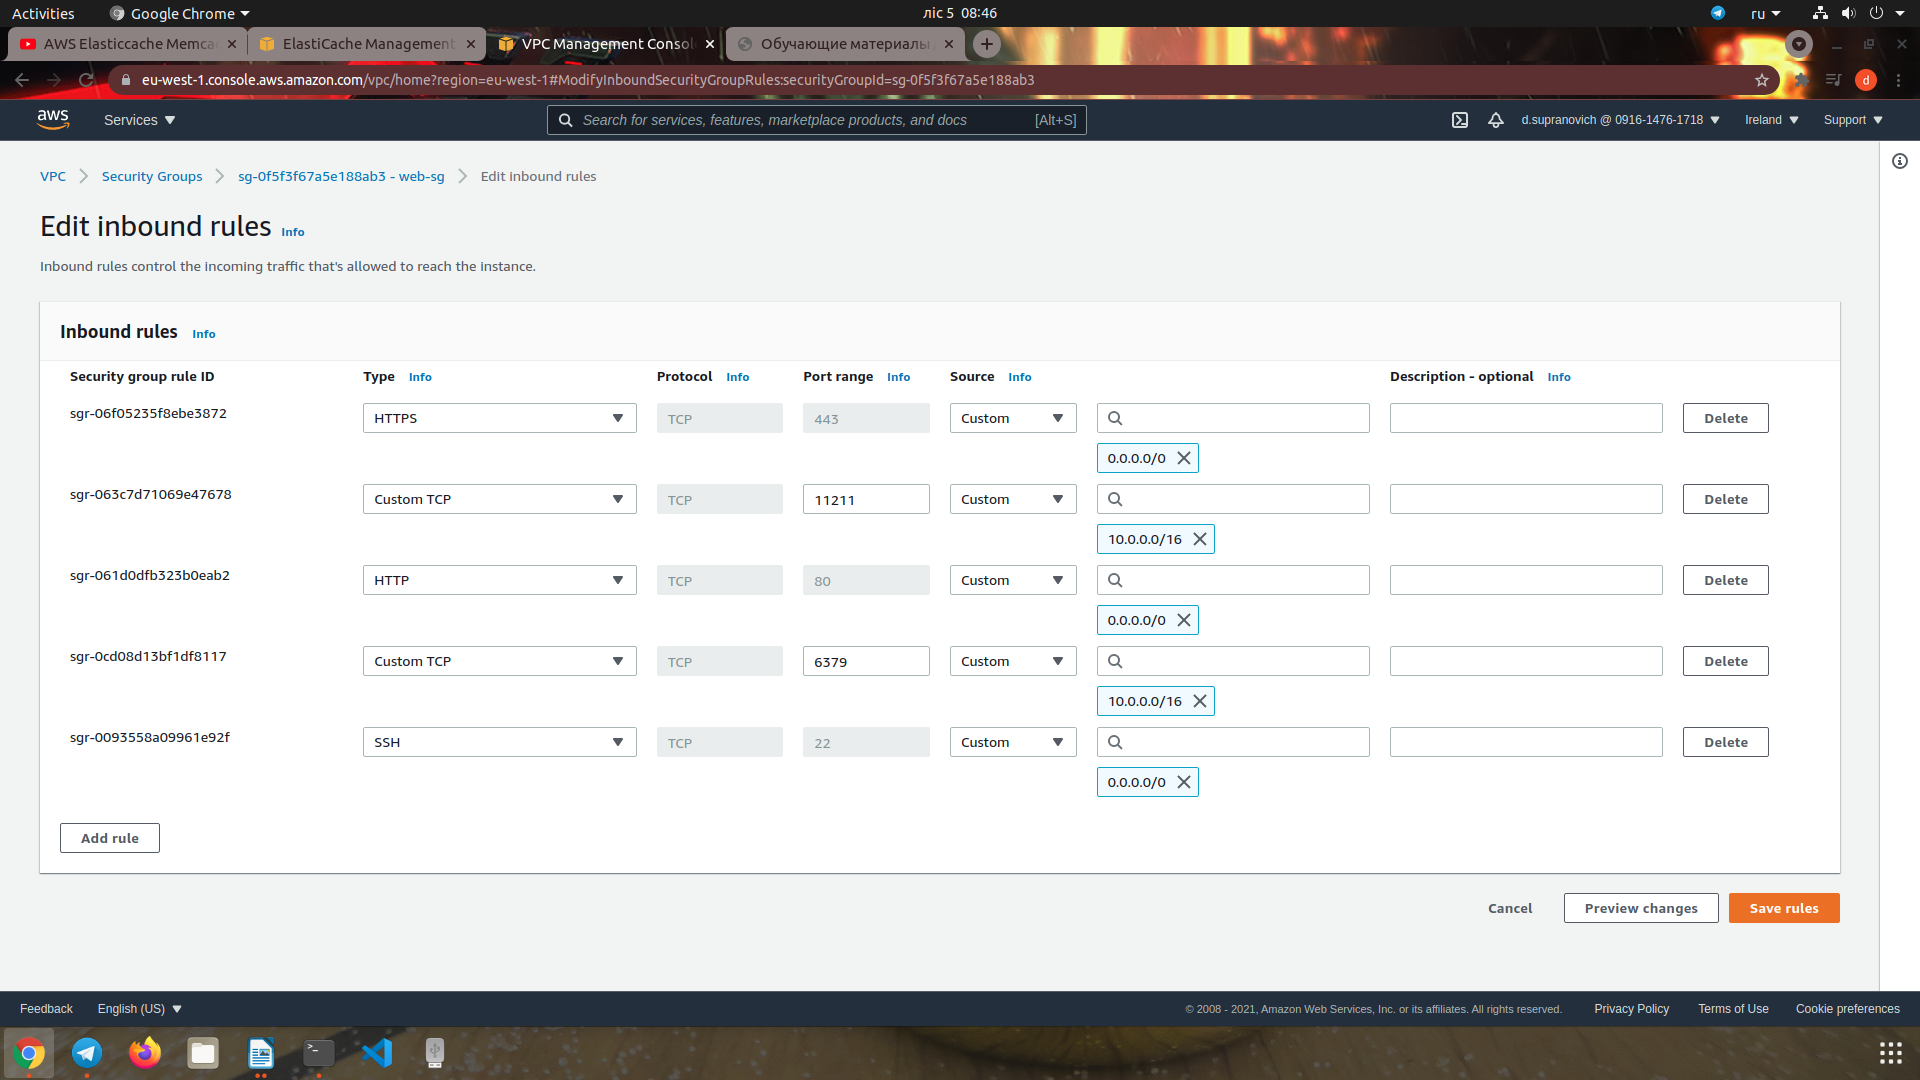 Activities Google Chrome ліс 5 08:46 ru
AWS Elasticcache Memca ElastiCache Management VPC Management Consol Обучающие материалы
eu-west-1.console.aws.amazon.com/vpc/home?region=eu-west-1#ModifyInboundSecurityGroupRules:securityGroupId=sg-0f5f3f67a5e188ab3 d
aws Services Search for services, features, marketplace products, and docs [Alt+S] d.supranovich @ 0916-1476-1718 Ireland Support
VPC Security Groups sg-0f5f3f67a5e188ab3 - web-sg Edit inbound rules
Edit inbound rules Info
Inbound rules control the incoming traffic that's allowed to reach the instance.
Inbound rules Info
Security group rule ID Type Info Protocol Info Port range Info Source Info Description - optional Info
sgr-06f05235f8ebe3872 HTTPS TCP 443 Custom Delete
0.0.0.0/0
sgr-063c7d71069e47678 Custom TCP TCP 11211 Custom Delete
10.0.0.0/16
sgr-061d0dfb323b0eab2 HTTP TCP 80 Custom Delete
0.0.0.0/0
sgr-0cd08d13bf1df8117 Custom TCP TCP 6379 Custom Delete
10.0.0.0/16
sgr-0093558a09961e92f SSH TCP 22 Custom Delete
0.0.0.0/0
Add rule
Cancel Preview changes Save rules
Feedback English (US) © 2008 - 2021, Amazon Web Services, Inc. or its affiliates. All rights reserved. Privacy Policy Terms of Use Cookie preferences